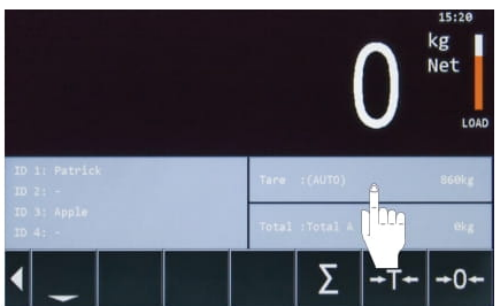 15:20
kg
0 Net
LOAD
ID 1: Patrick
ID 2: -
ID 3: Apple
ID 4: -
Tare :(AUTO) 860kg
Total :Total A 0kg
Σ →T← →0←